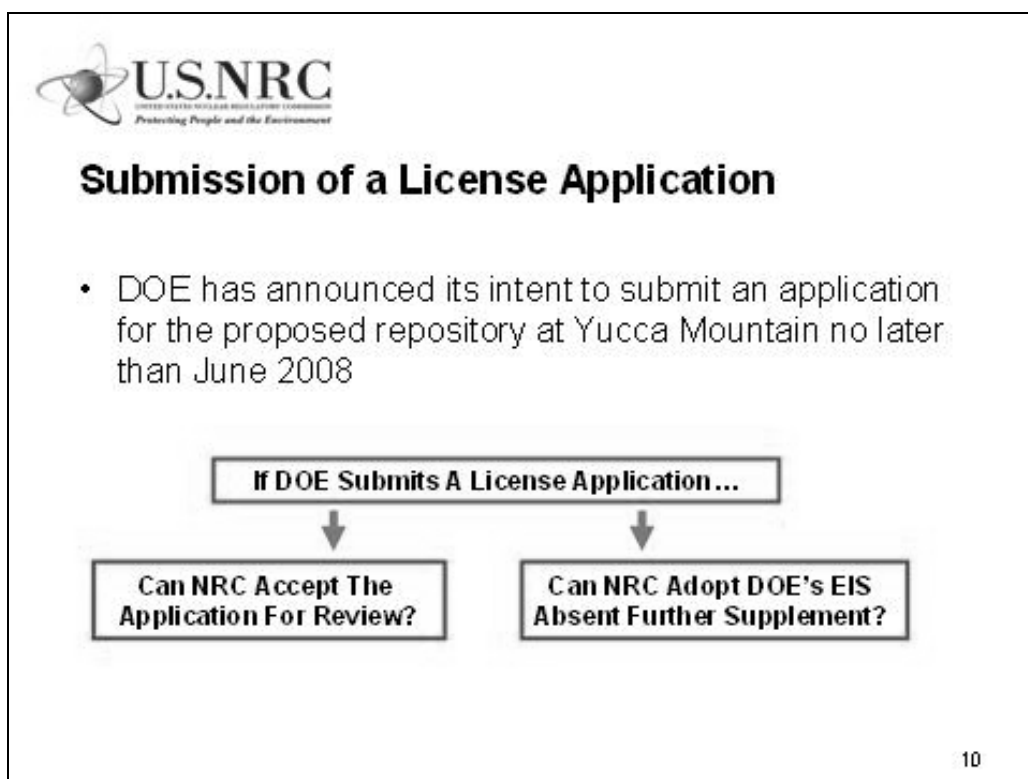 U.S.NRC
UNITED STATES NUCLEAR REGULATORY COMMISSION
Protecting People and the Environment
Submission of a License Application
• DOE has announced its intent to submit an application
for the proposed repository at Yucca Mountain no later
than June 2008
If DOE Submits A License Application...
Can NRC Accept The
Application For Review?
Can NRC Adopt DOE's EIS
Absent Further Supplement?
10